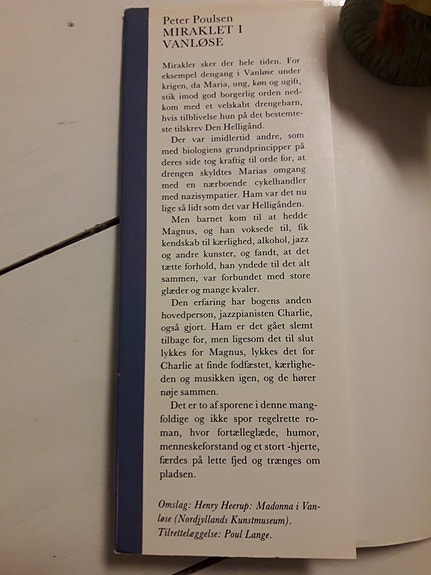 Peter Poulsen
MIRAKLET I
VANLØSE
Mirakler sker der hele tiden. For
eksempel dengang i Vanløse under
krigen, da Maria, ung, køn og ugift,
stik imod god borgerlig orden ned-
kom med et velskabt drengebarn,
hvis tilblivelse hun på det bestemte-
ste tilskrev Den Helligånd.
Der var imidlertid andre, som
med biologiens grundprincipper på
deres side tog kraftig til orde for, at
drengen skyldtes Marias omgang
med en nærboende cykelhandler
med nazisympatier. Ham var det nu
lige så lidt som det var Helligånden.
Men barnet kom til at hedde
Magnus, og han voksede til, fik
kendskab til kærlighed, alkohol, jazz
og andre kunster, og fandt, at det
tætte forhold, han yndede til det alt
sammen, var forbundet med store
glæder og mange kvaler.
Den erfaring har bogens anden
hovedperson, jazzpianisten Charlie,
også gjort. Ham er det gået slemt
tilbage for, men ligesom det til slut
lykkes for Magnus, lykkes det for
Charlie at finde fodfæstet, kærlighe-
den og musikken igen, og de hører
nøje sammen.
Det er to af sporene i denne mang-
foldige og ikke spor regelrette ro-
man, hvor fortælleglæde, humor,
menneskeforstand og et stort -hjerte,
færdes på lette fjed og trænges om
pladsen.
Omslag: Henry Heerup: Madonna i Van-
løse (Nordjyllands Kunstmuseum).
Tilrettelæggelse: Poul Lange.